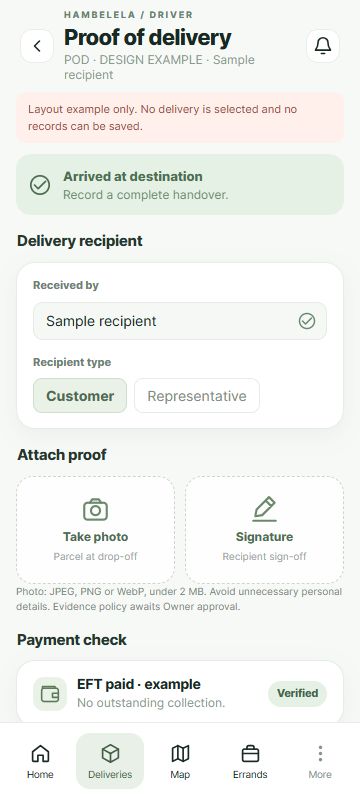 HAMBELELA / DRIVER
Proof of delivery
POD · DESIGN EXAMPLE · Sample
recipient
Layout example only. No delivery is selected and no
records can be saved.
Arrived at destination
Record a complete handover.
Delivery recipient
Received by
Sample recipient
Recipient type
Customer Representative
Attach proof
Take photo Signature
Parcel at drop-off Recipient sign-off
Photo: JPEG, PNG or WebP, under 2 MB. Avoid unnecessary personal
details. Evidence policy awaits Owner approval.
Payment check
EFT paid · example
No outstanding collection.
Verified
Home Deliveries Map Errands More